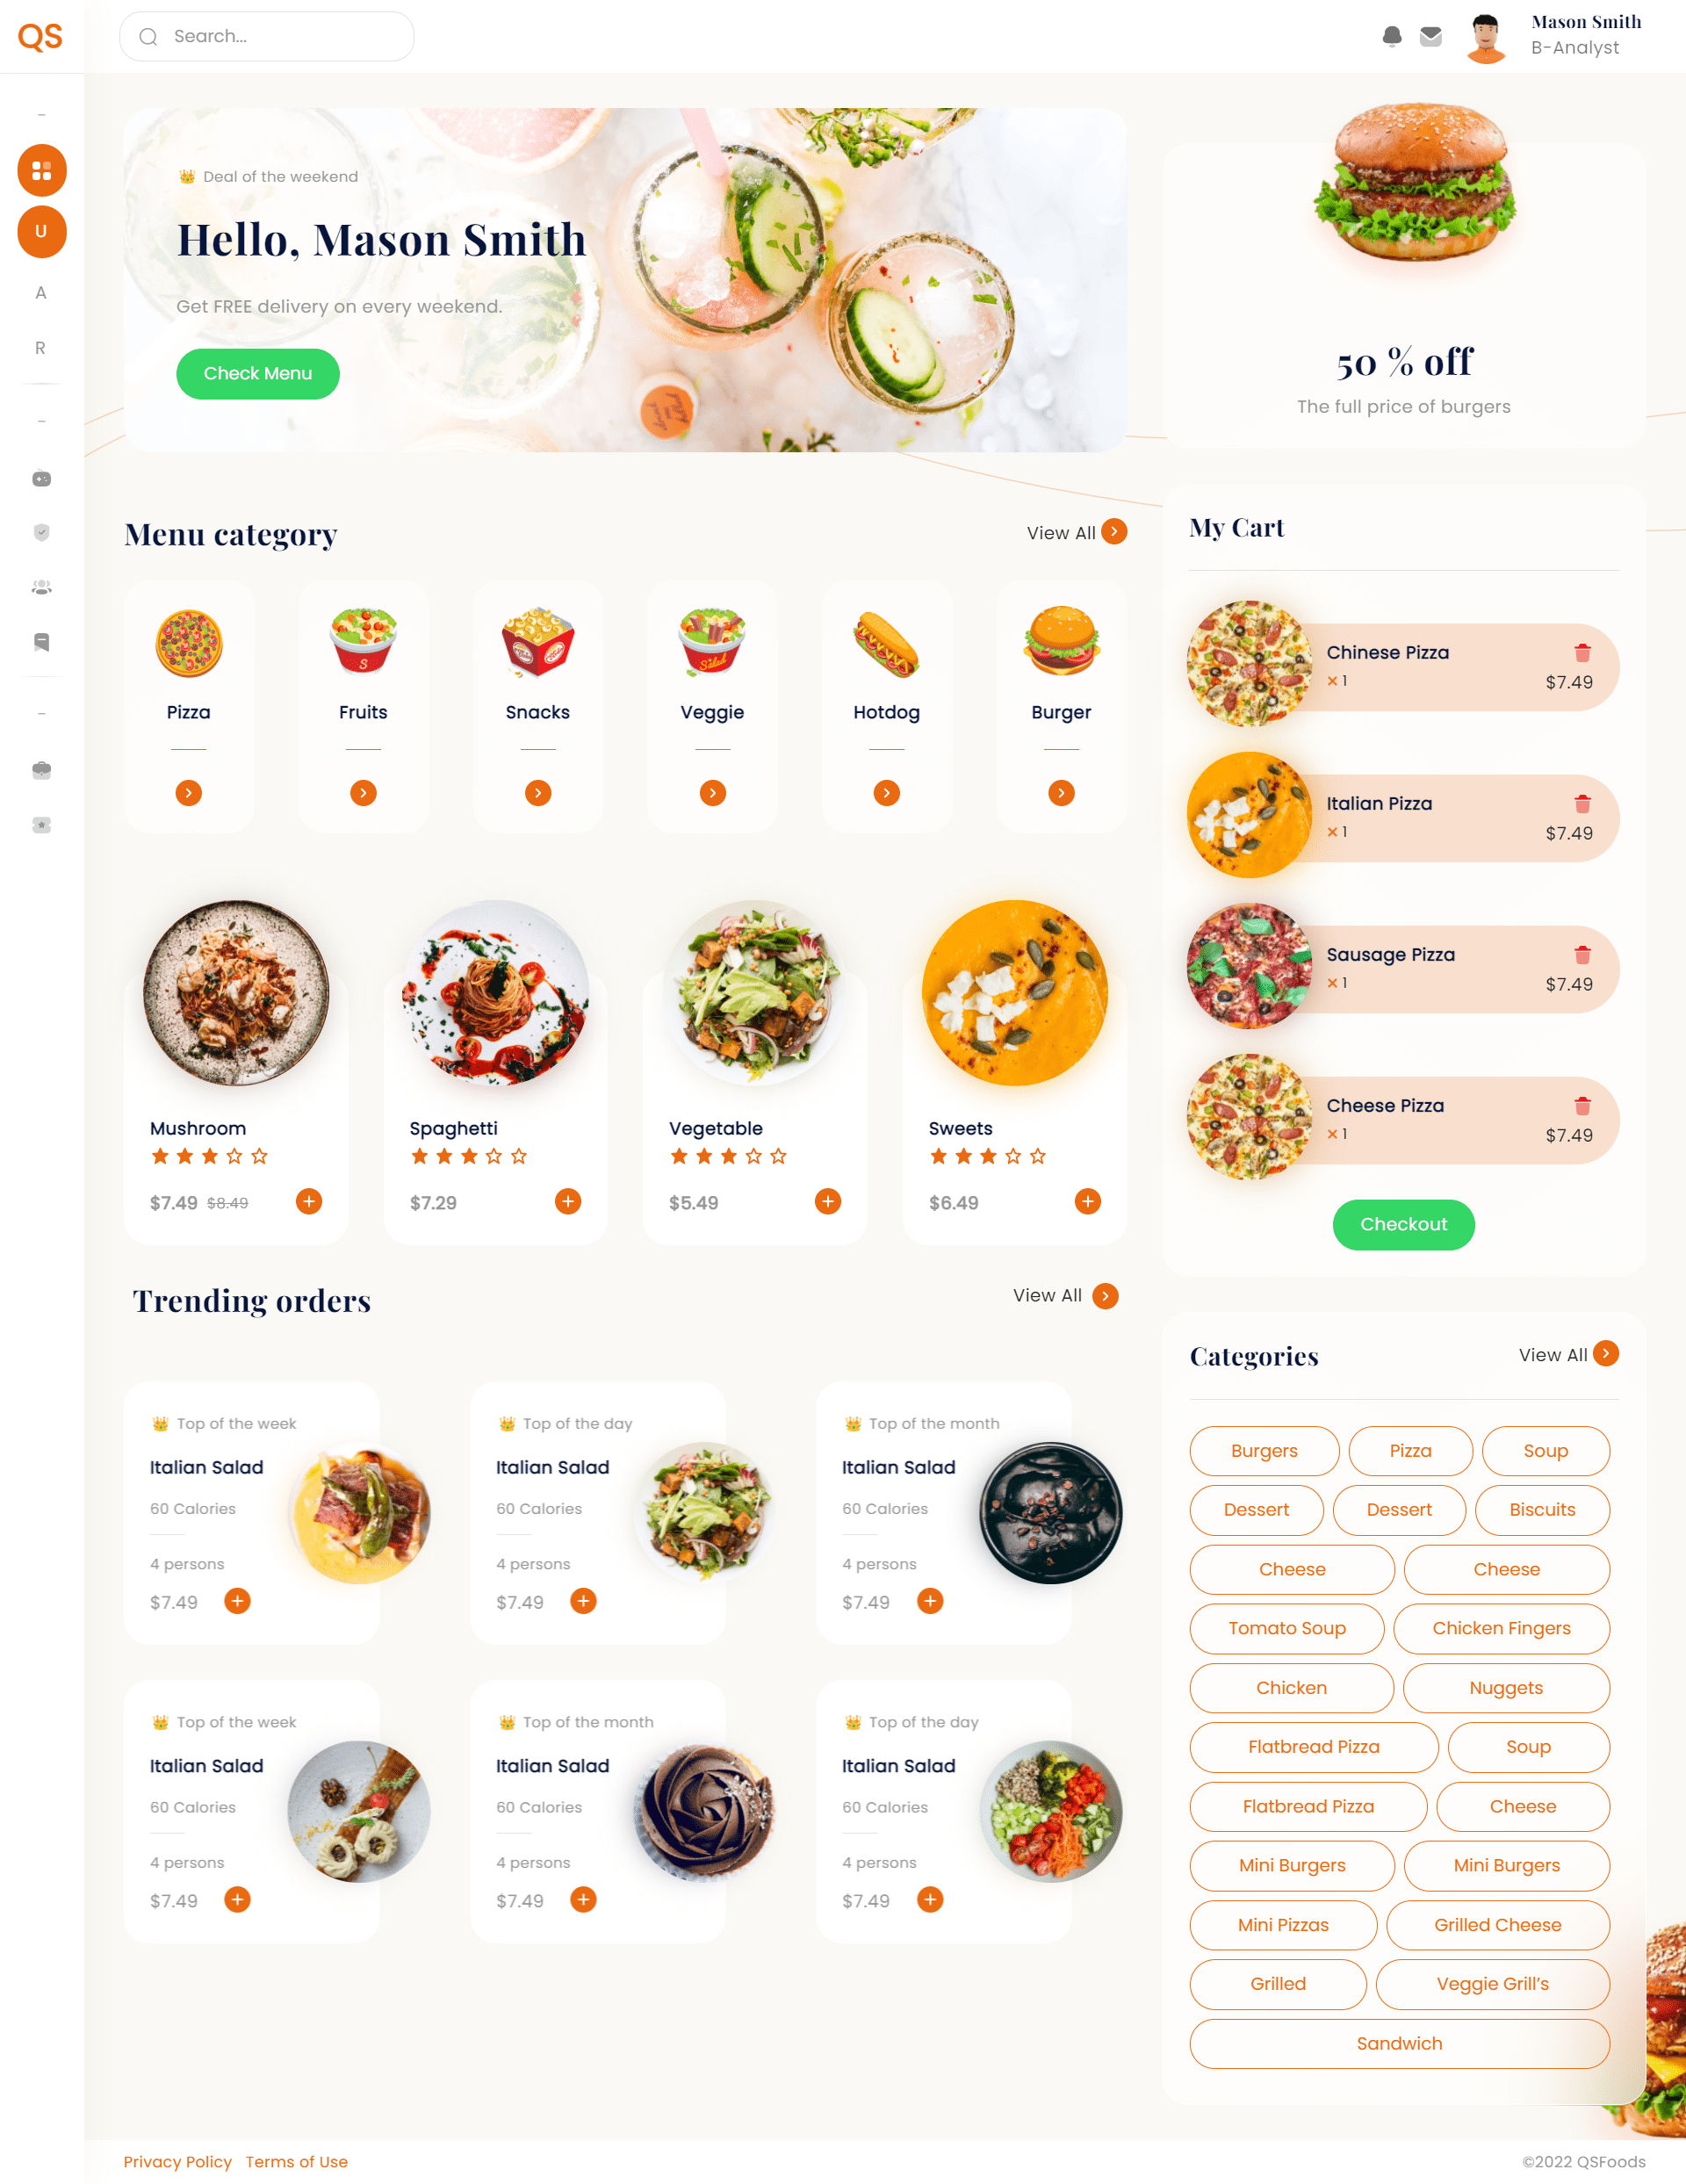 QS
Search...
Mason Smith
B-Analyst
-
U
A
R
-
-
Deal of the weekend
Hello, Mason Smith
Get FREE delivery on every weekend.
Check Menu
50 % off
The full price of burgers
Menu category
View All
Pizza
Fruits
Snacks
Veggie
Hotdog
Burger
Mushroom
$7.49 $8.49
Spaghetti
$7.29
Vegetable
$5.49
Sweets
$6.49
Trending orders
View All
Top of the week
Italian Salad
60 Calories
4 persons
$7.49
Top of the day
Italian Salad
60 Calories
4 persons
$7.49
Top of the month
Italian Salad
60 Calories
4 persons
$7.49
Top of the week
Italian Salad
60 Calories
4 persons
$7.49
Top of the month
Italian Salad
60 Calories
4 persons
$7.49
Top of the day
Italian Salad
60 Calories
4 persons
$7.49
My Cart
Chinese Pizza
× 1
$7.49
Italian Pizza
× 1
$7.49
Sausage Pizza
× 1
$7.49
Cheese Pizza
× 1
$7.49
Checkout
Categories
View All
Burgers Pizza Soup
Dessert Dessert Biscuits
Cheese Cheese
Tomato Soup Chicken Fingers
Chicken Nuggets
Flatbread Pizza Soup
Flatbread Pizza Cheese
Mini Burgers Mini Burgers
Mini Pizzas Grilled Cheese
Grilled Veggie Grill’s
Sandwich
Privacy Policy Terms of Use
©2022 QSFoods